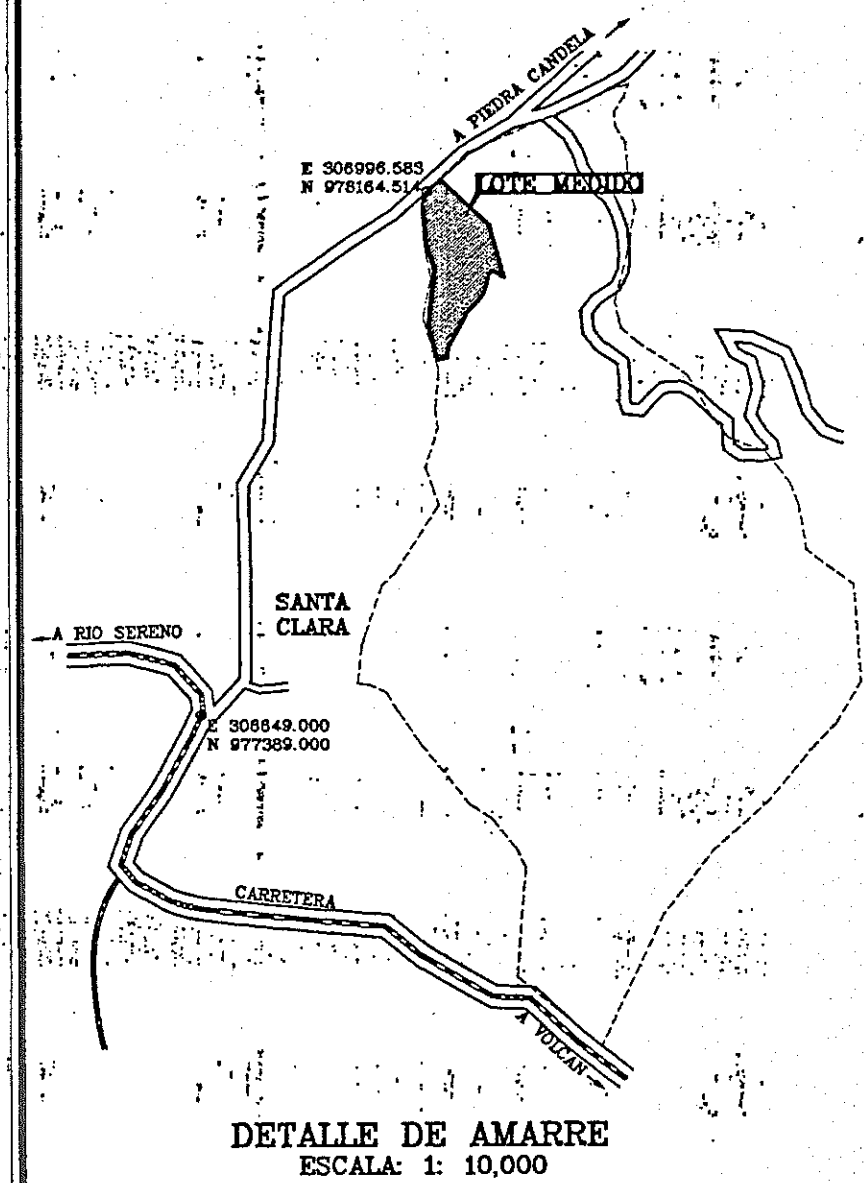 A PIEDRA CANDELA
E 306996.583
N 978164.514
LOTE MEDIDO
SANTA
CLARA
A RIO SERENO
E 306649.000
N 977389.000
CARRETERA
A VOLCAN
DETALLE DE AMARRE
ESCALA: 1: 10,000